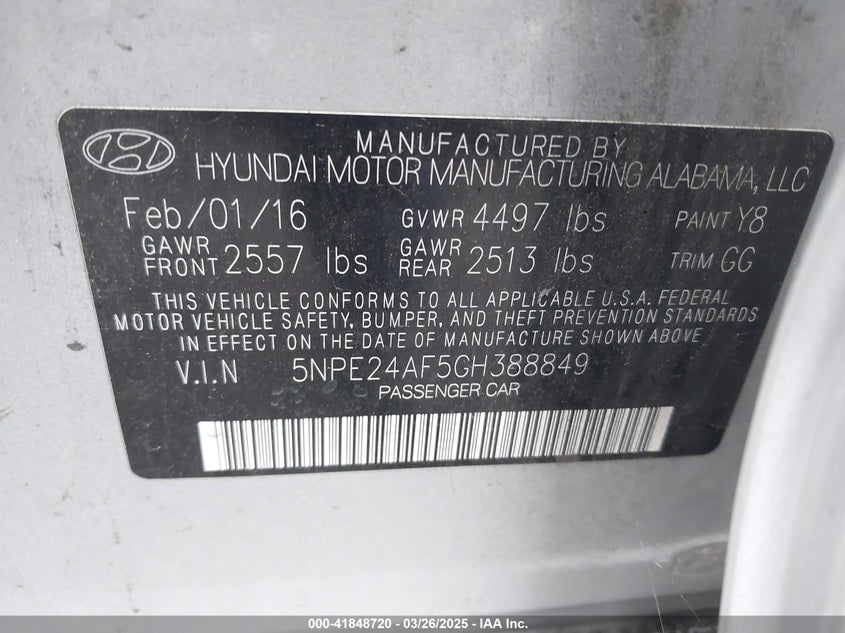 MANUFACTURED BY
HYUNDAI MOTOR MANUFACTURING ALABAMA, LLC
Feb/01/16 GVWR 4497 lbs PAINT Y8
GAWR FRONT 2557 lbs GAWR REAR 2513 lbs TRIM GG
THIS VEHICLE CONFORMS TO ALL APPLICABLE U.S.A. FEDERAL
MOTOR VEHICLE SAFETY, BUMPER, AND THEFT PREVENTION STANDARDS
IN EFFECT ON THE DATE OF MANUFACTURE SHOWN ABOVE
V.I.N 5NPE24AF5GH388849
PASSENGER CAR
000-41848720 — 03/26/2025 — IAA Inc.